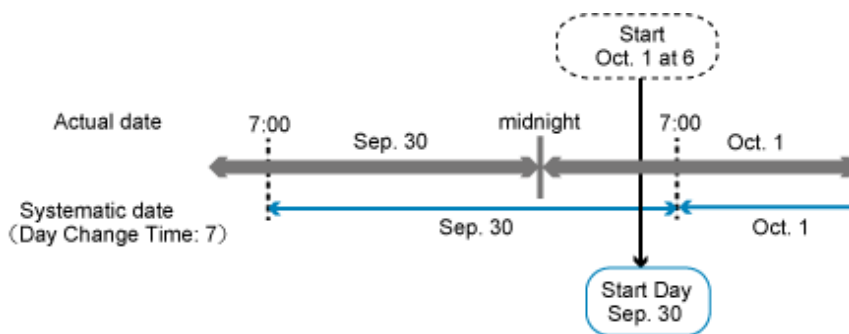 Start
Oct. 1 at 6
Actual date
7:00
midnight
7:00
Sep. 30
Oct. 1
Systematic date
（Day Change Time: 7）
Sep. 30
Oct. 1
Start Day
Sep. 30